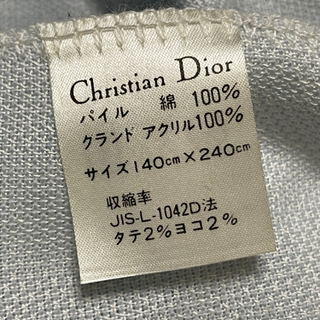 Christian Dior
パイル 綿 100%
クランド アクリル100%
サイズ 140cm×240cm
収縮率
JIS-L-1042D法
タテ2%ヨコ2%